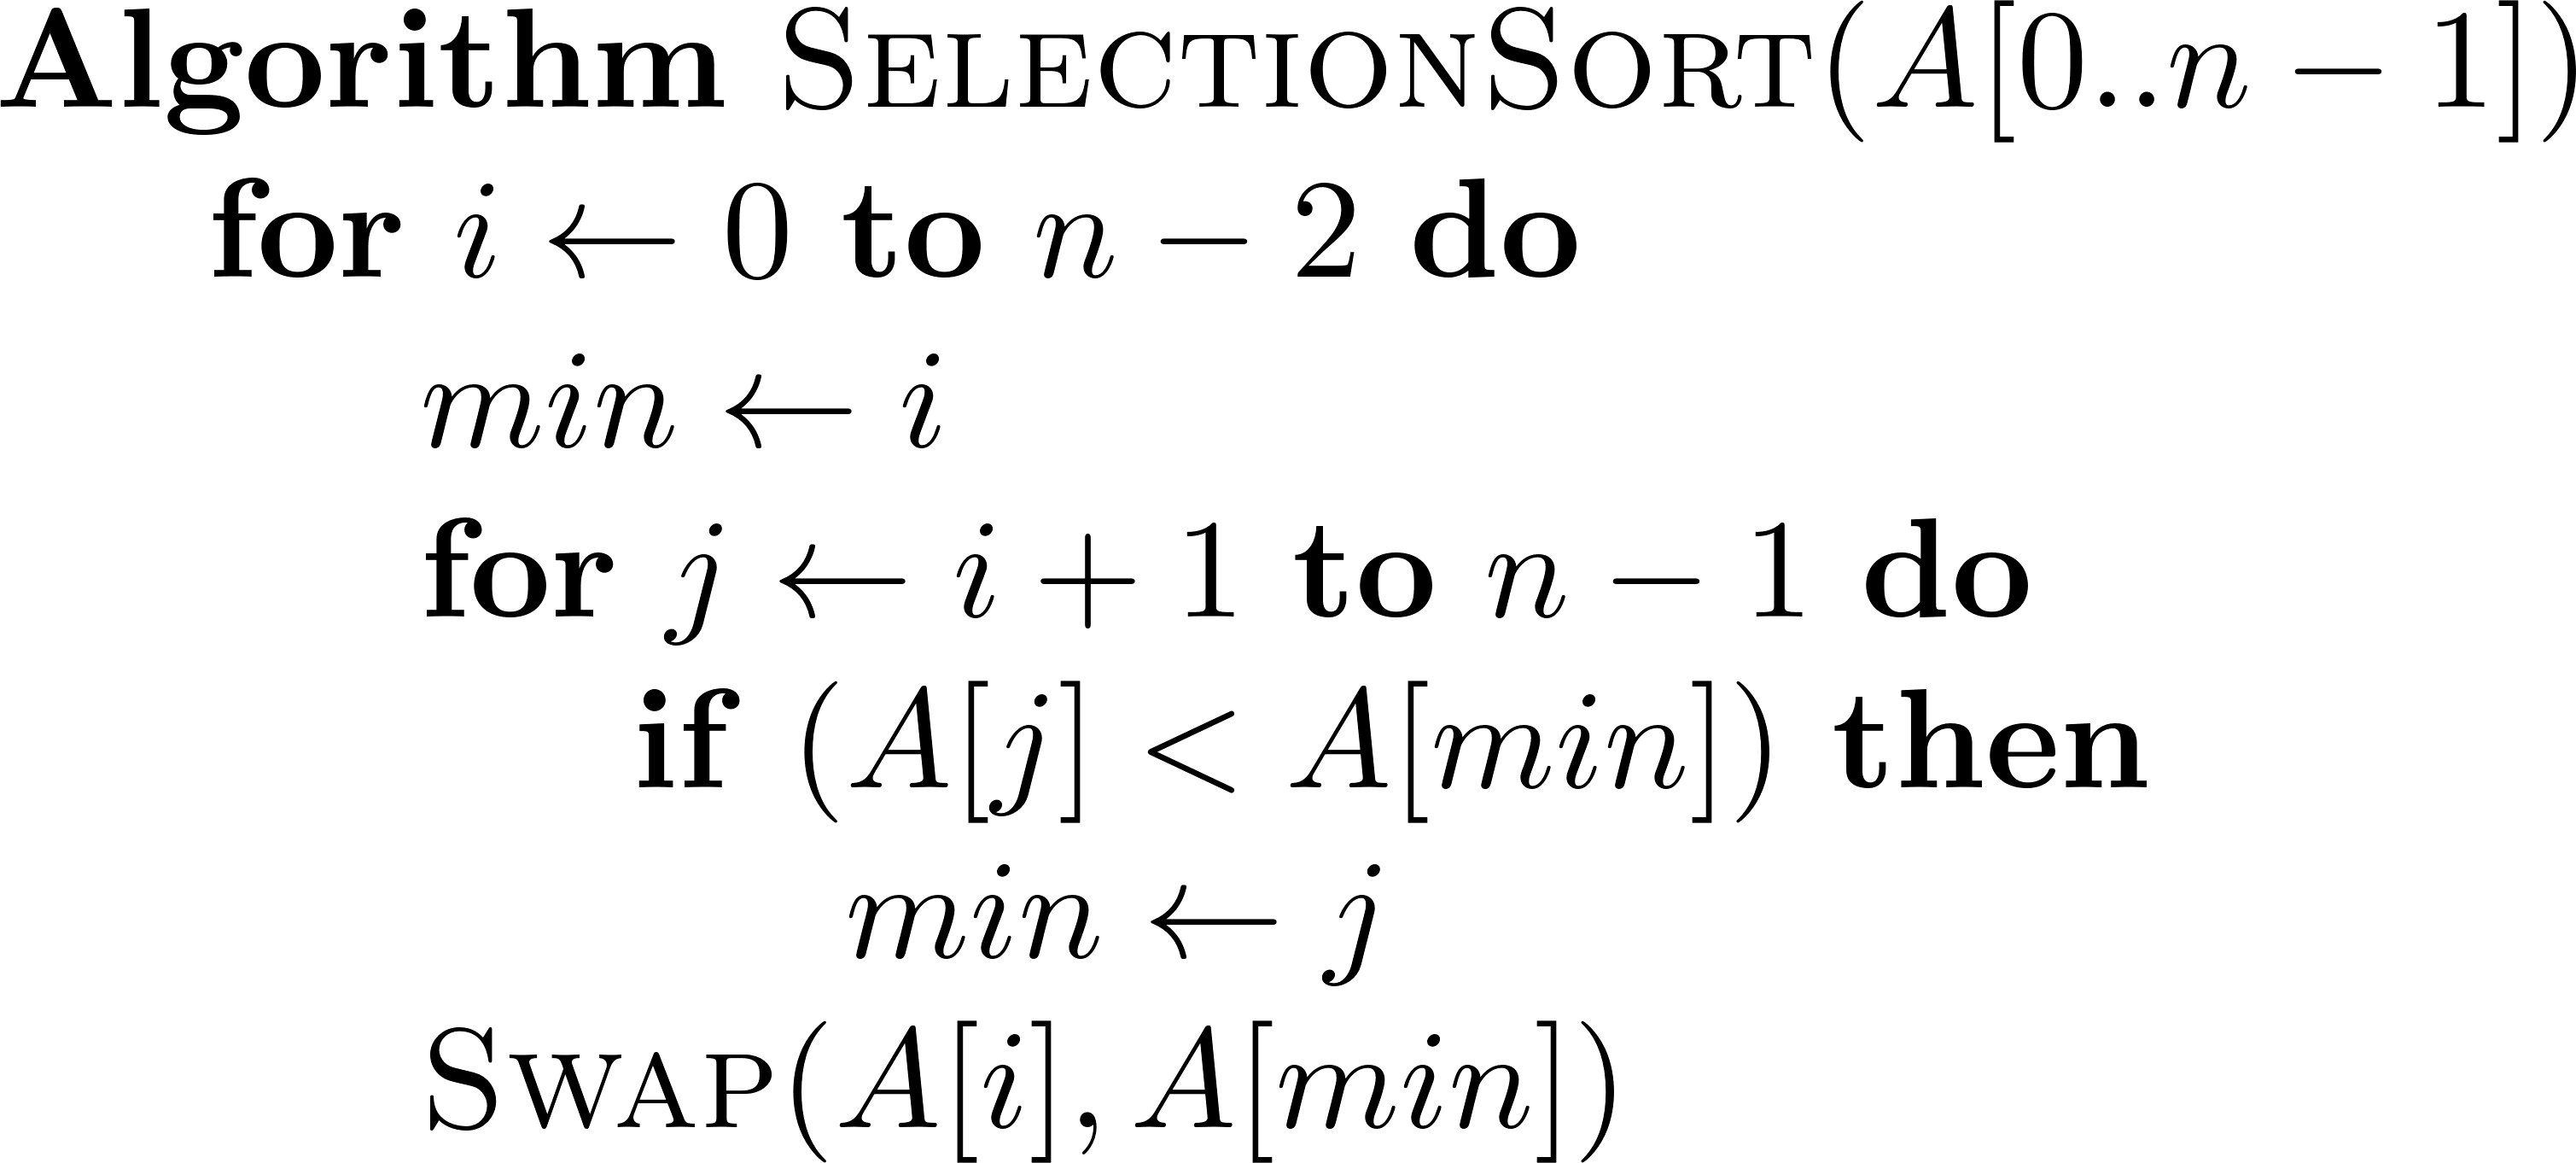 Algorithm SelectionSort(A[0..n − 1])
for i ← 0 to n − 2 do
min ← i
for j ← i + 1 to n − 1 do
if (A[j] < A[min]) then
min ← j
Swap(A[i], A[min])